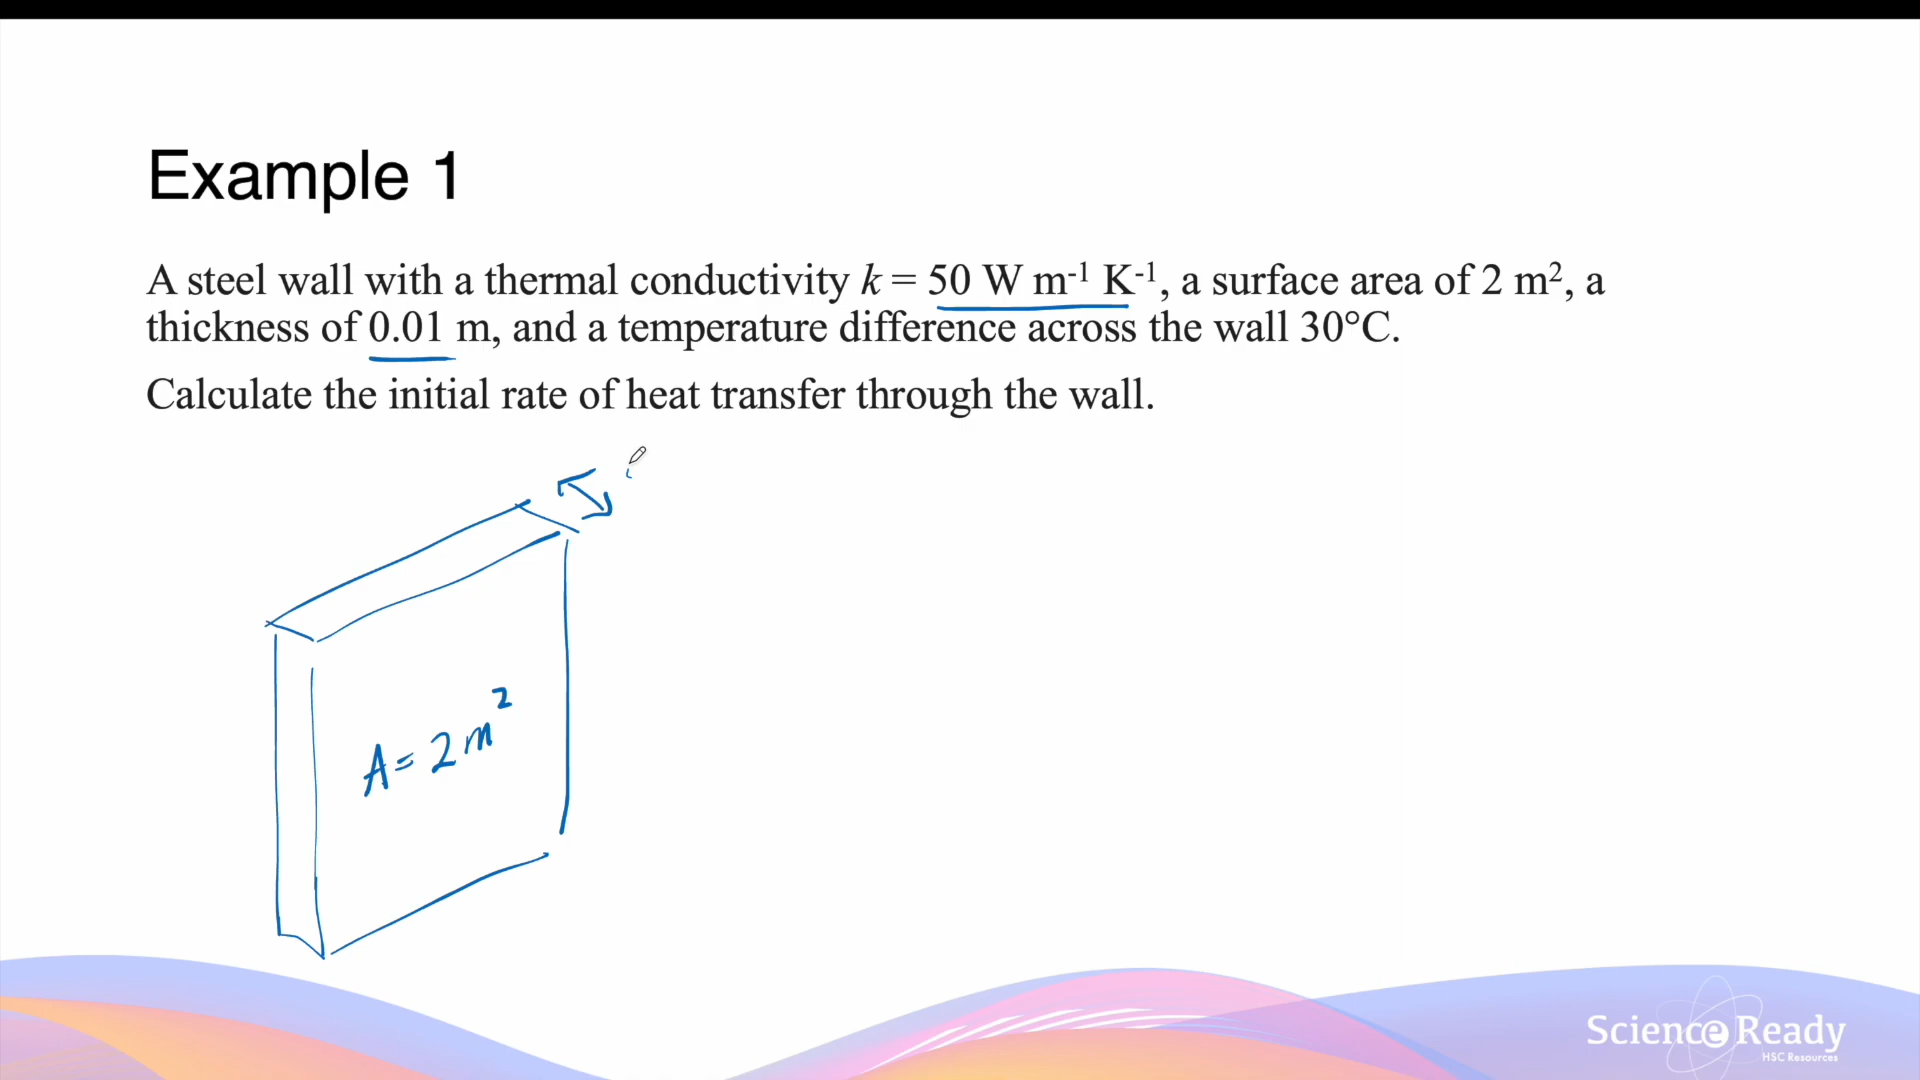 Example 1
A steel wall with a thermal conductivity k = 50 W m⁻¹ K⁻¹, a surface area of 2 m², a
thickness of 0.01 m, and a temperature difference across the wall 30°C.
Calculate the initial rate of heat transfer through the wall.
A = 2 m²
Science Ready
HSC Resources